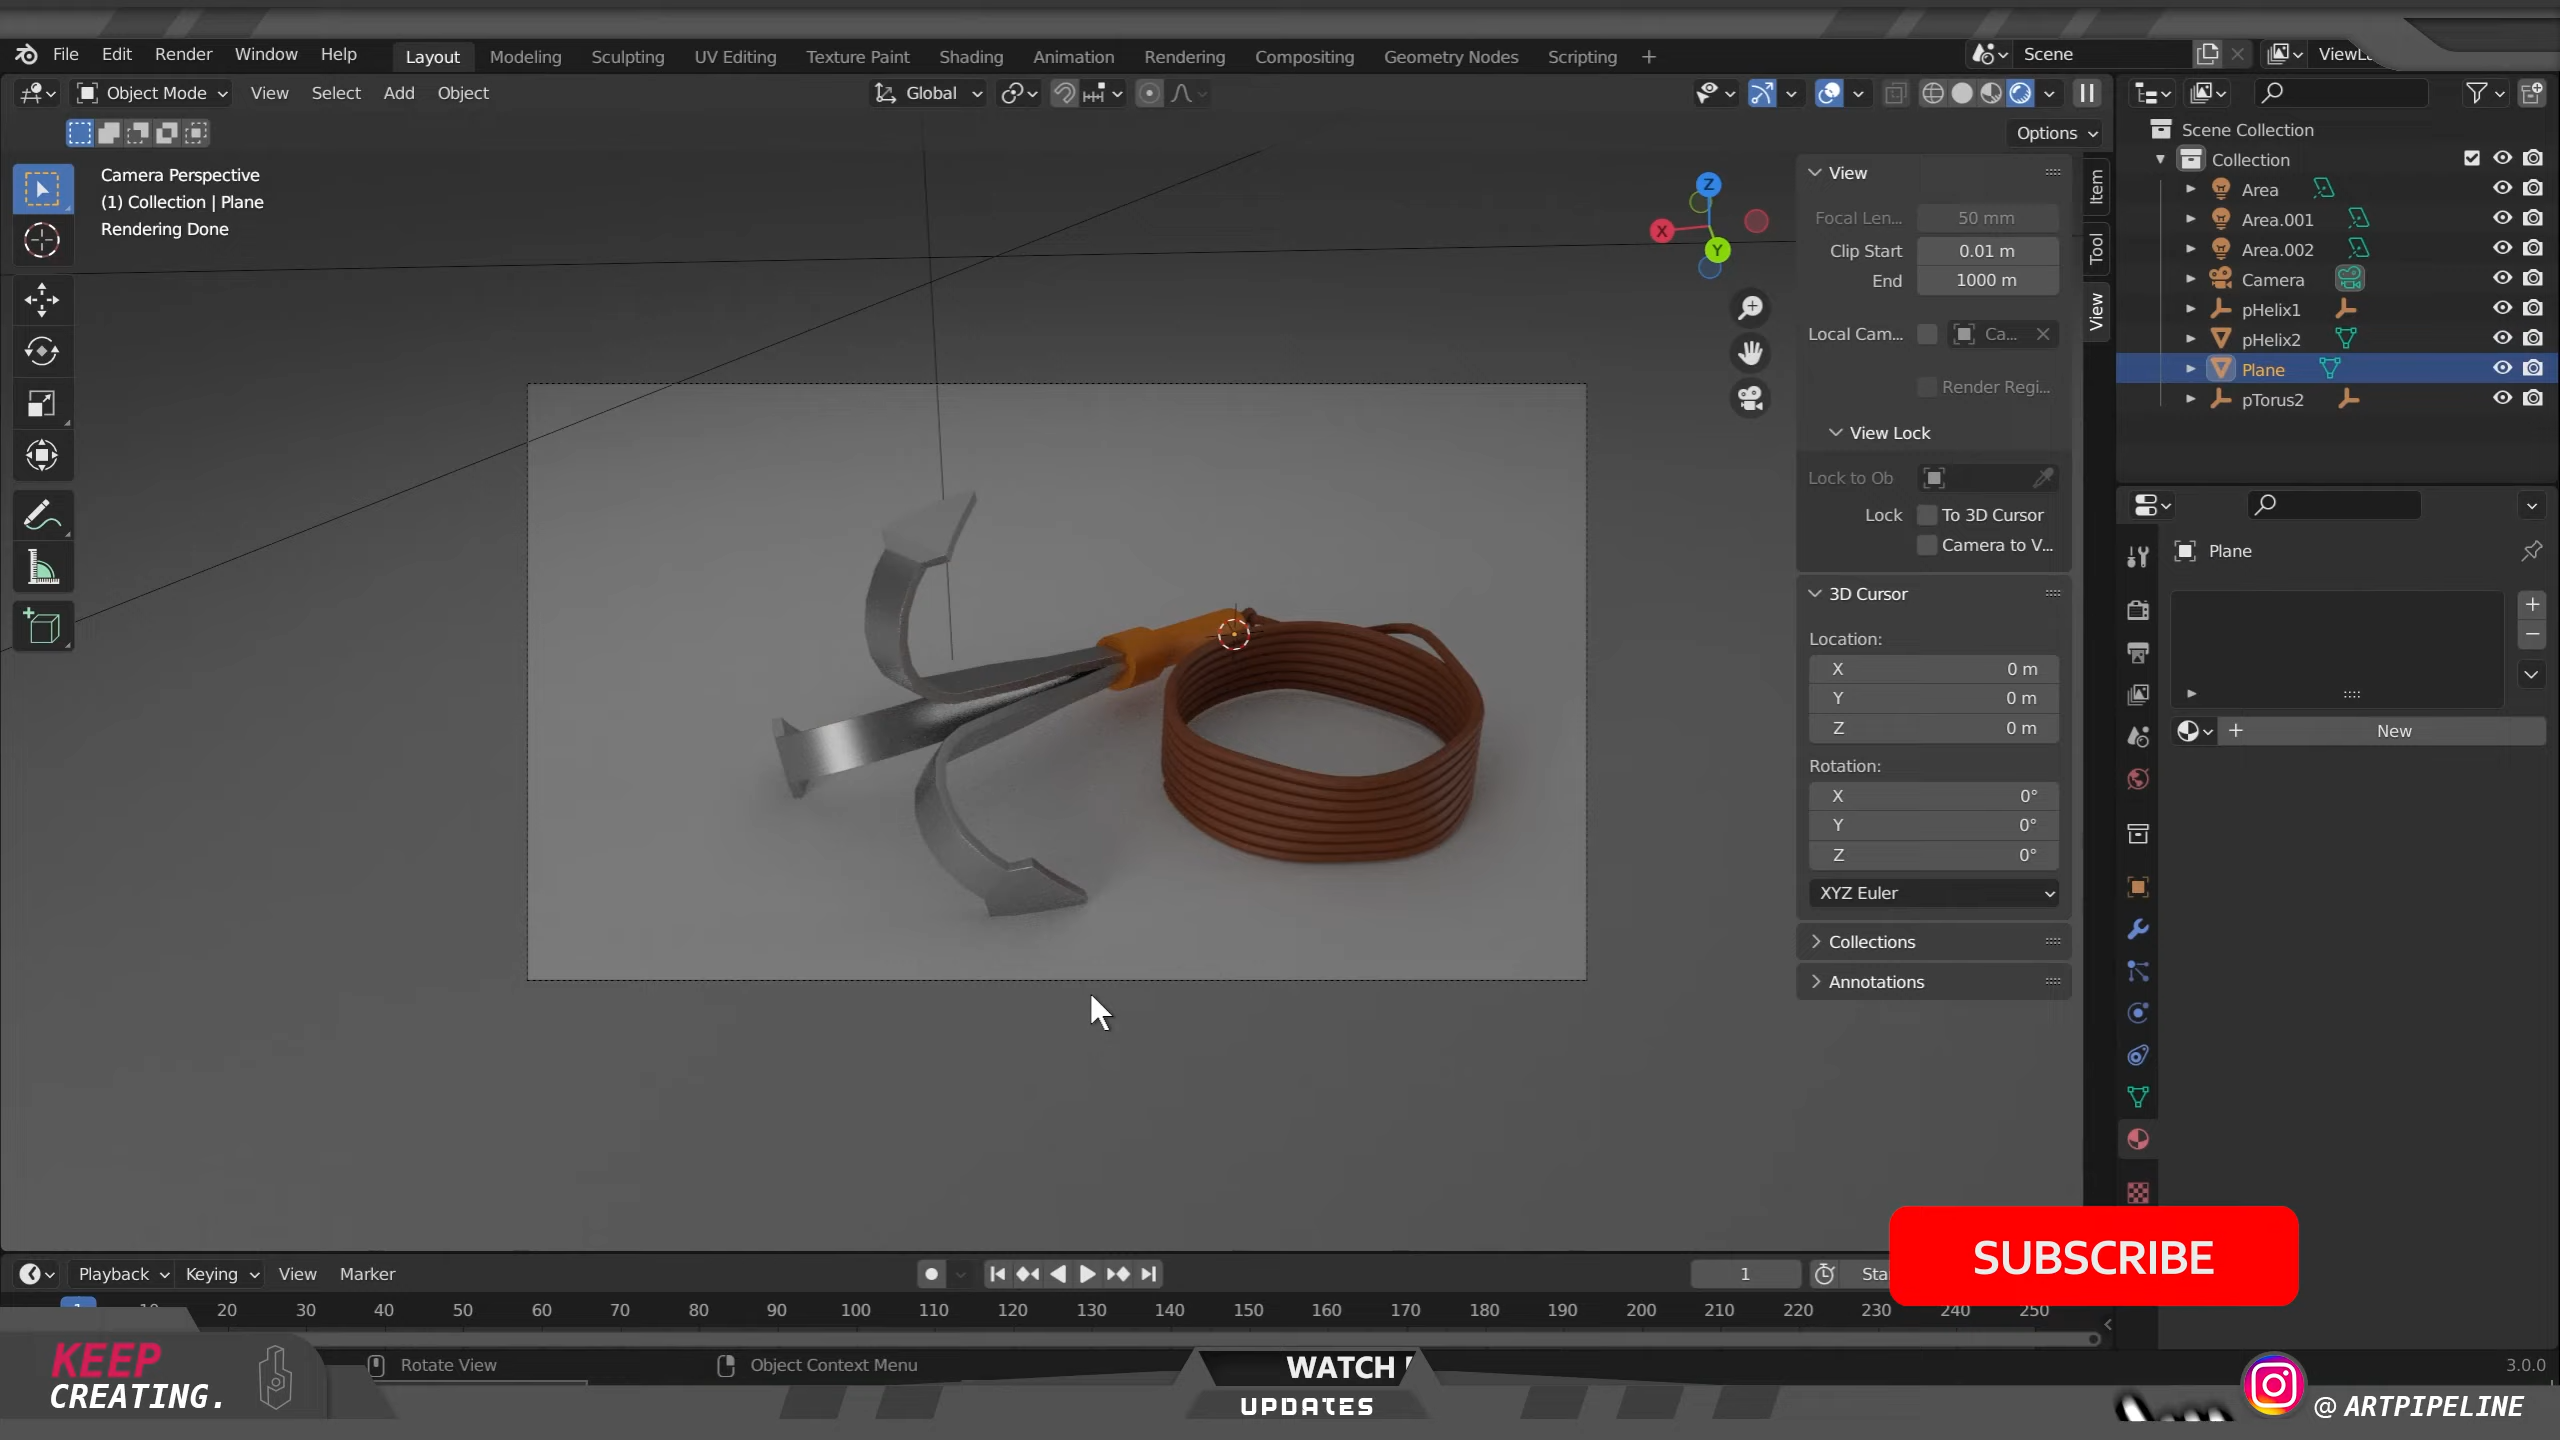 File Edit Render Window Help
Layout Modeling Sculpting UV Editing Texture Paint Shading Animation Rendering Compositing Geometry Nodes Scripting +
Scene
Object Mode View Select Add Object
Global
Options
Camera Perspective
(1) Collection | Plane
Rendering Done
X
Y
Z
View
Focal Len... 50 mm
Clip Start 0.01 m
End 1000 m
Local Cam... Ca...
Render Regi...
View Lock
Lock to Ob
Lock To 3D Cursor
Camera to V...
3D Cursor
Location:
X 0 m
Y 0 m
Z 0 m
Rotation:
X 0°
Y 0°
Z 0°
XYZ Euler
Collections
Annotations
Item
Tool
View
Scene Collection
Collection
Area
Area.001
Area.002
Camera
pHelix1
pHelix2
Plane
pTorus2
Plane
New
Playback Keying View Marker
1
SUBSCRIBE
20 30 40 50 60 70 80 90 100 110 120 130 140 150 160 170 180 190 200 210 220 230 240 250
Rotate View
Object Context Menu
3.0.0
KEEP
CREATING.
WATCH
UPDATES
@ ARTPIPELINE